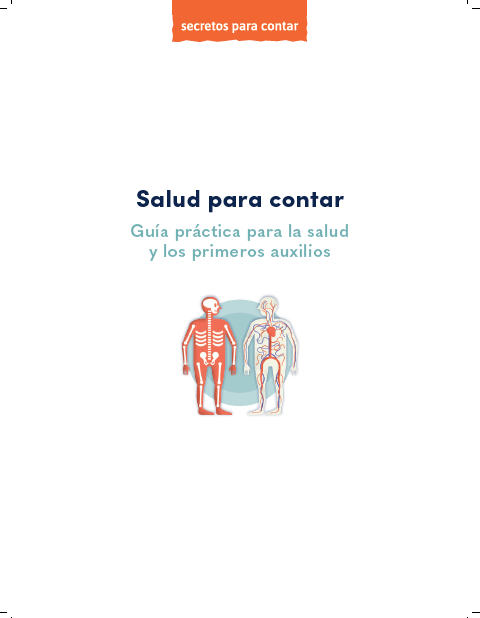 secretos para contar
Salud para contar
Guía práctica para la salud
y los primeros auxilios